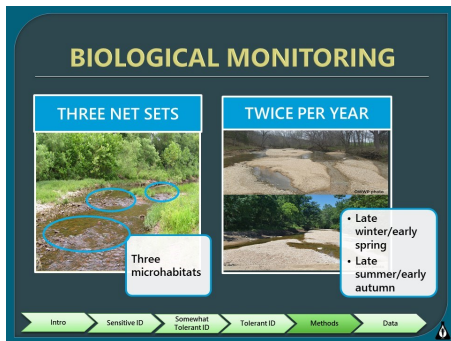 BIOLOGICAL MONITORING
THREE NET SETS
Three
microhabitats
TWICE PER YEAR
• Late
winter/early
spring
• Late
summer/early
autumn
Intro
Sensitive ID
Somewhat
Tolerant ID
Tolerant ID
Methods
Data